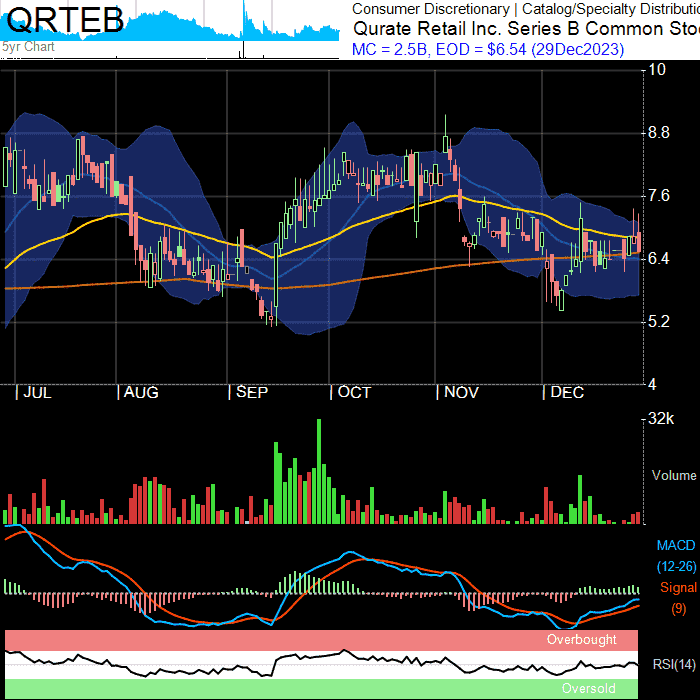 QRTEB
5yr Chart
Consumer Discretionary | Catalog/Specialty Distributio
Qurate Retail Inc. Series B Common Sto
MC = 2.5B, EOD = $6.54 (29Dec2023)
10
8.8
7.6
6.4
5.2
4
JUL AUG SEP OCT NOV DEC
32k
Volume
MACD
(12-26)
Signal
(9)
Overbought
RSI(14)
Oversold